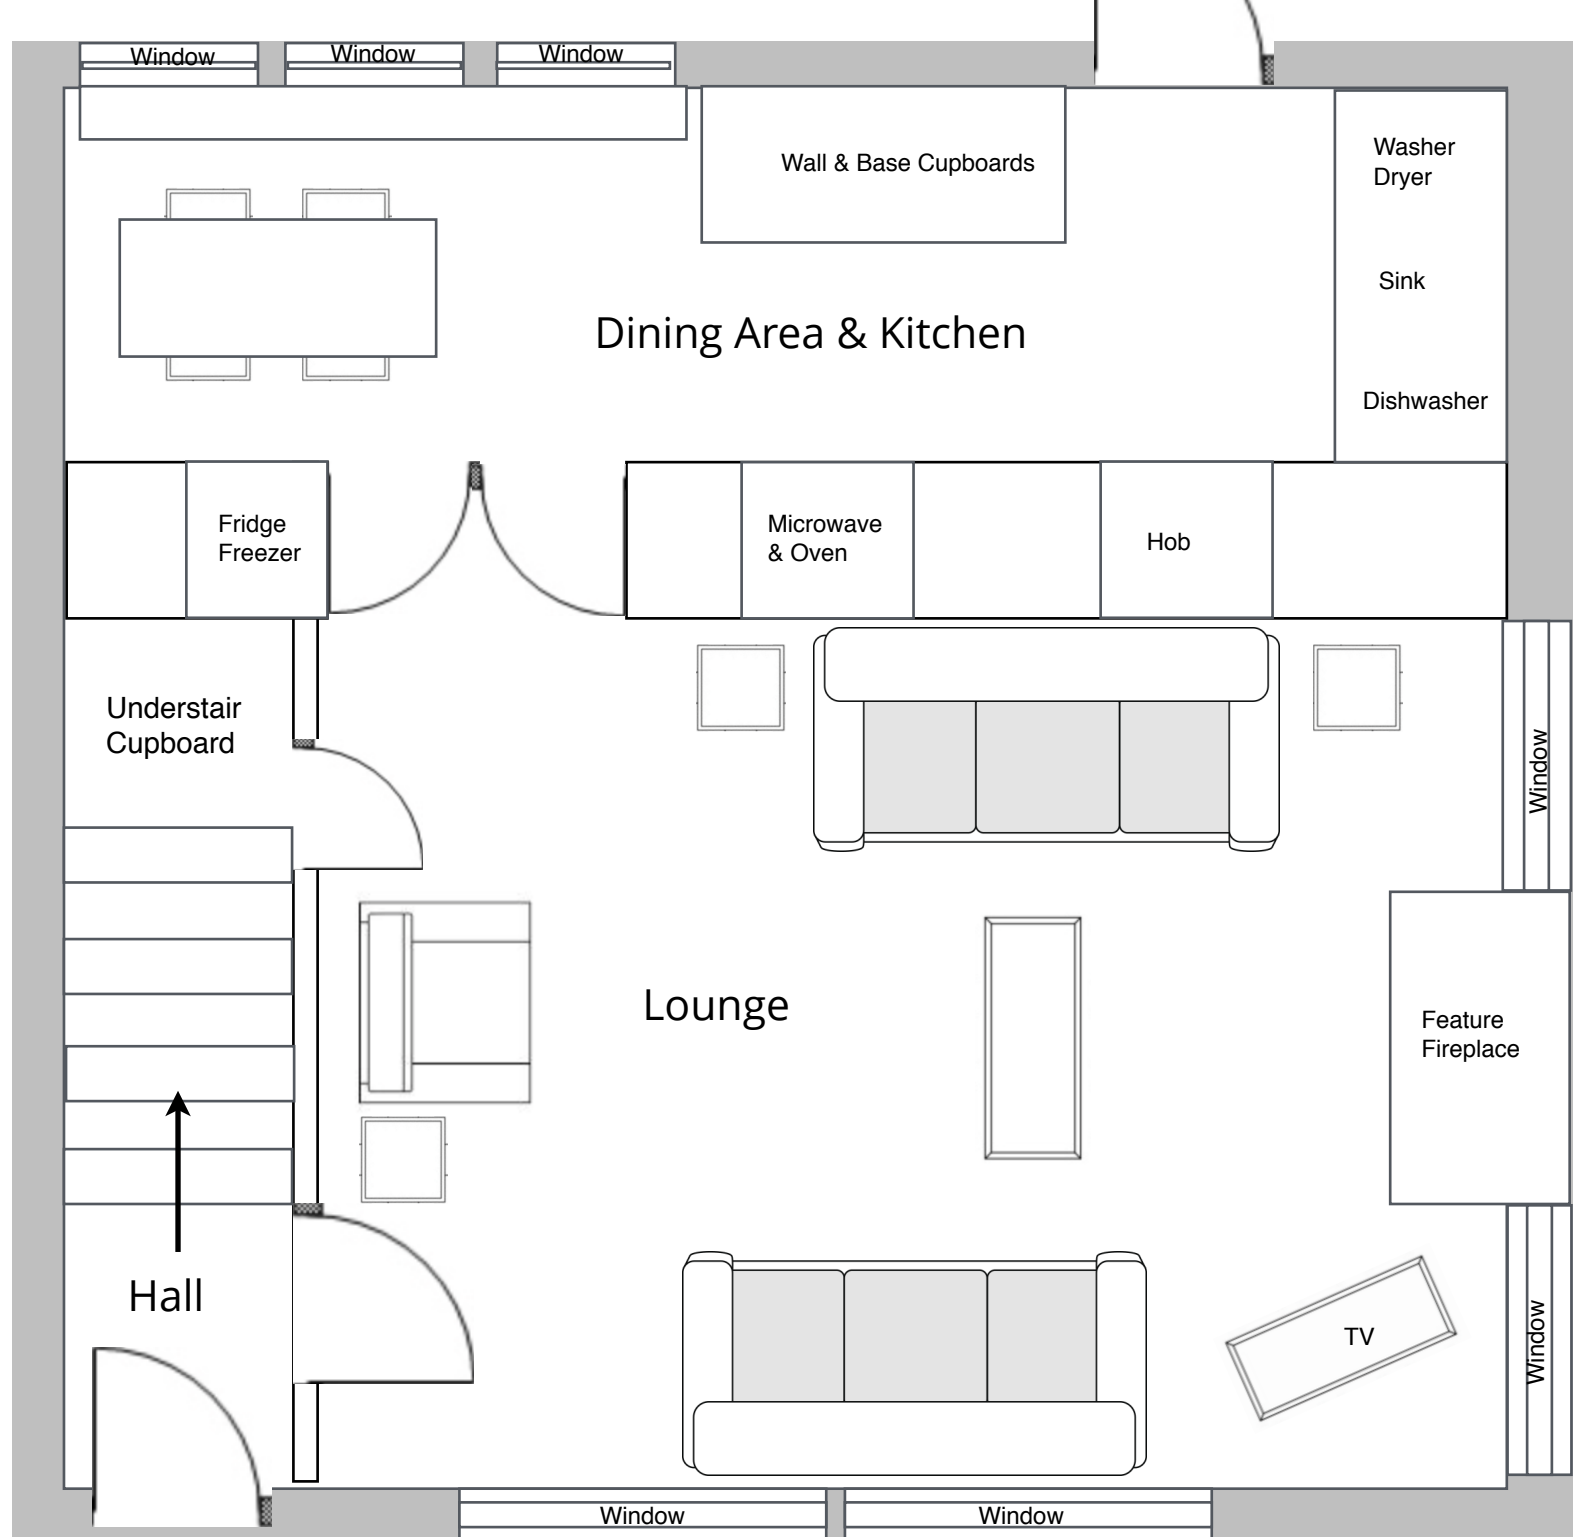 Window
Window
Window
Wall & Base Cupboards
Washer
Dryer
Sink
Dining Area & Kitchen
Dishwasher
Fridge
Freezer
Microwave
& Oven
Hob
Understair
Cupboard
Window
Lounge
Feature
Fireplace
Hall
TV
Window
Window
Window